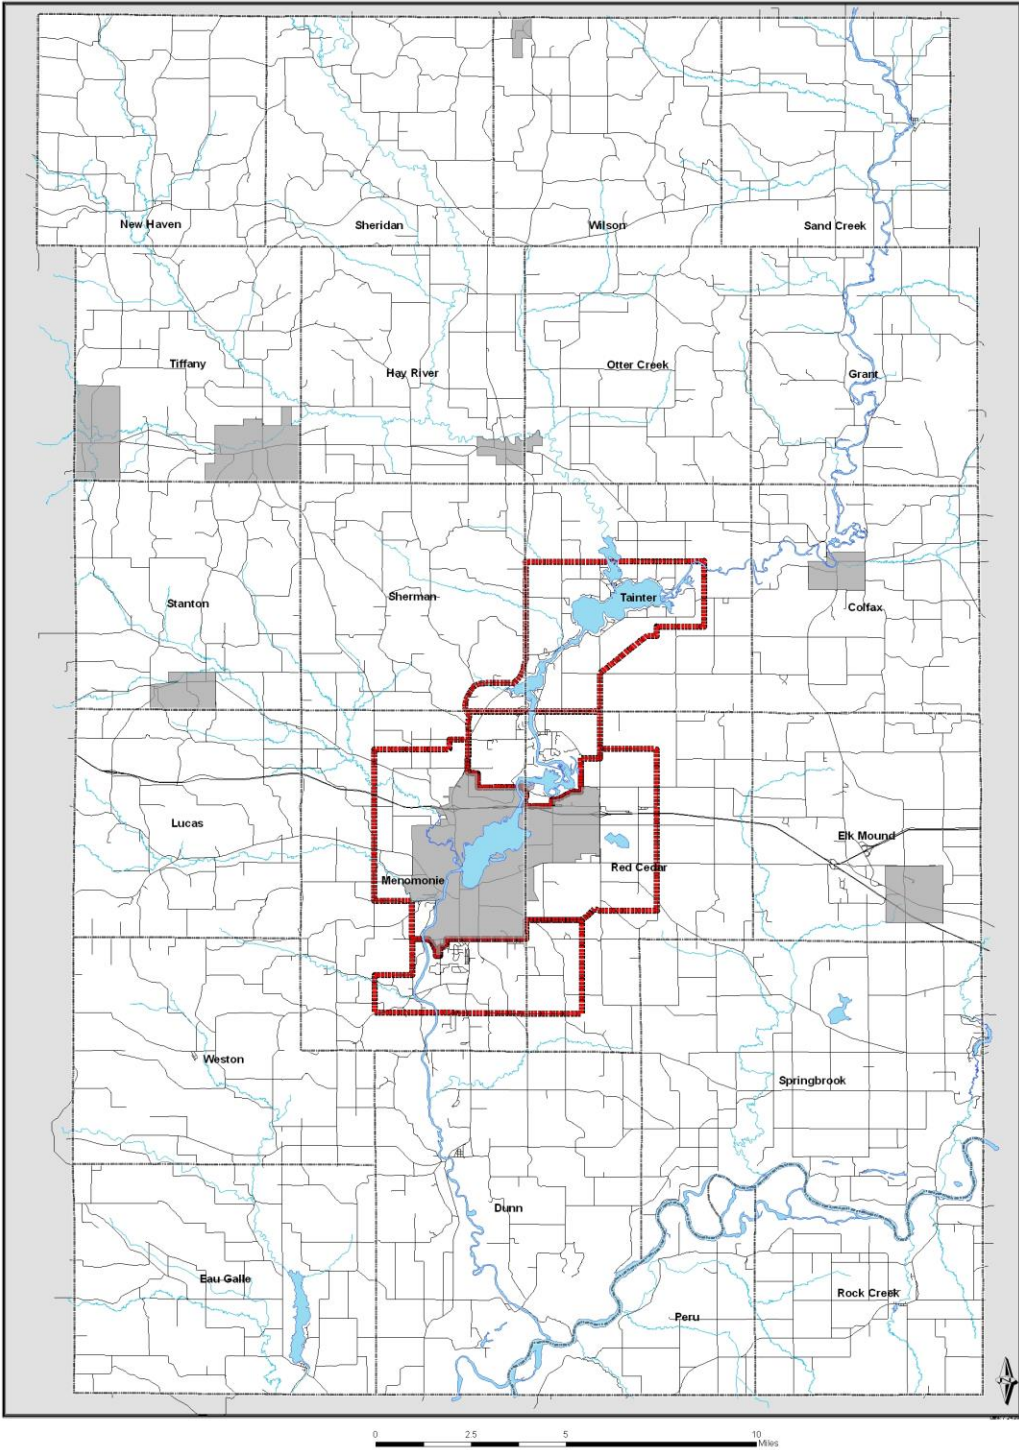 New Haven
Sheridan
Wilson
Sand Creek
Tiffany
Hay River
Otter Creek
Grant
Stanton
Sherman
Tainter
Colfax
Lucas
Elk Mound
Menomonie
Red Cedar
Weston
Springbrook
Dunn
Eau Galle
Rock Creek
Peru
0 2.5 5 10
Miles